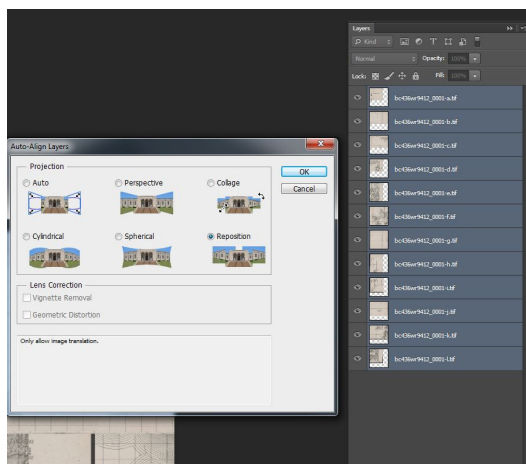 Auto-Align Layers
Projection
Auto
Perspective
Collage
Cylindrical
Spherical
Reposition
Lens Correction
Vignette Removal
Geometric Distortion
Only allow image translation.
OK
Cancel
Layers
Kind
Normal
Opacity: 100%
Lock:
Fill: 100%
bc436wr9412_0001-a.tif
bc436wr9412_0001-b.tif
bc436wr9412_0001-c.tif
bc436wr9412_0001-d.tif
bc436wr9412_0001-e.tif
bc436wr9412_0001-f.tif
bc436wr9412_0001-g.tif
bc436wr9412_0001-h.tif
bc436wr9412_0001-i.tif
bc436wr9412_0001-j.tif
bc436wr9412_0001-k.tif
bc436wr9412_0001-l.tif